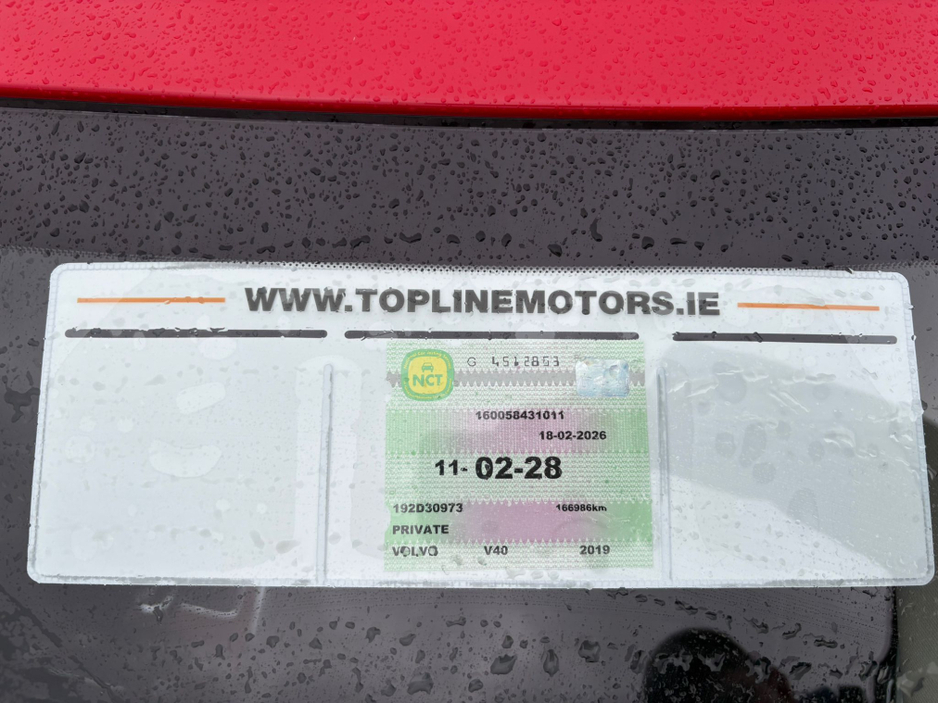 WWW.TOPLINEMOTORS.IE
NCT
G 4512853
160058431011
18-02-2026
11- 02-28
192D30973 166986km
PRIVATE
VOLVO V40 2019